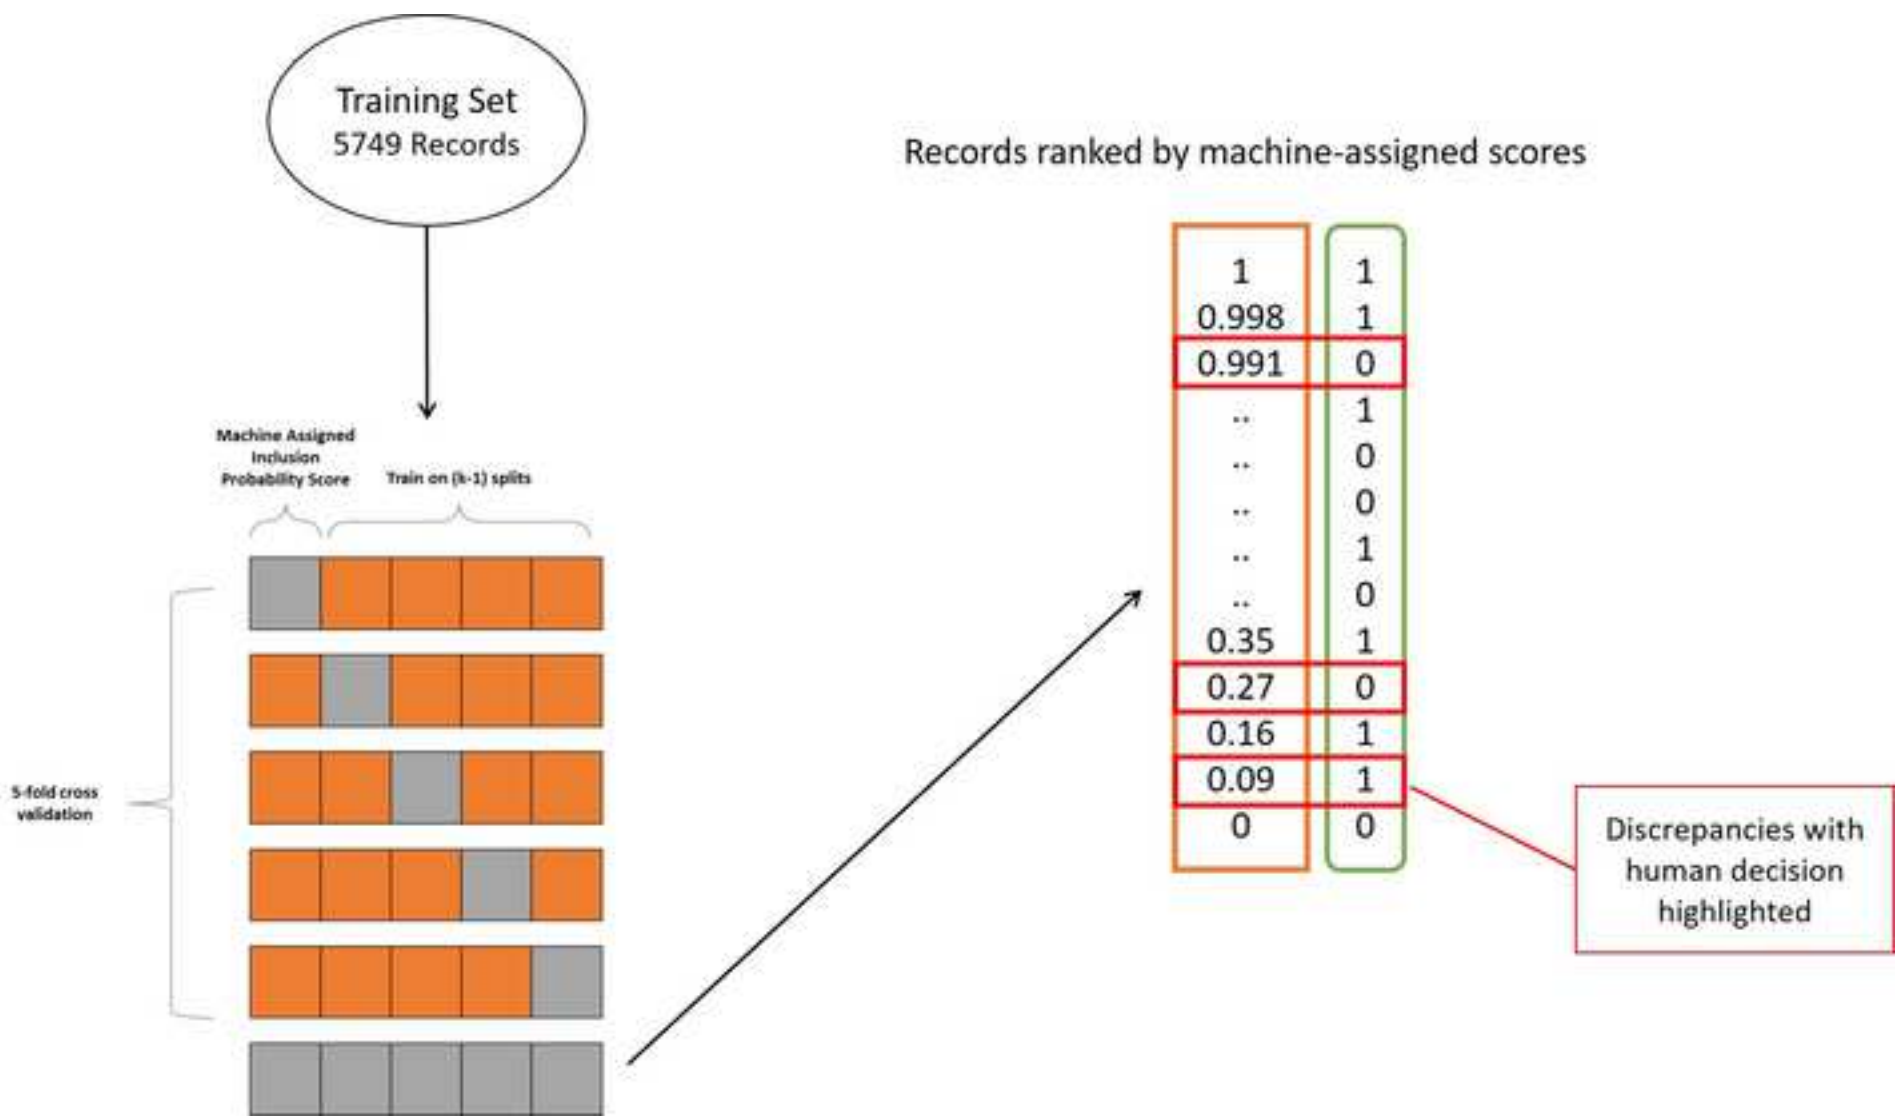 Training Set
5749 Records
Machine Assigned
Inclusion
Probability Score
Train on (k-1) splits
5-fold cross
validation
Records ranked by machine-assigned scores
1 1
0.998 1
0.991 0
.. 1
.. 0
.. 0
.. 1
.. 0
0.35 1
0.27 0
0.16 1
0.09 1
0 0
Discrepancies with
human decision
highlighted